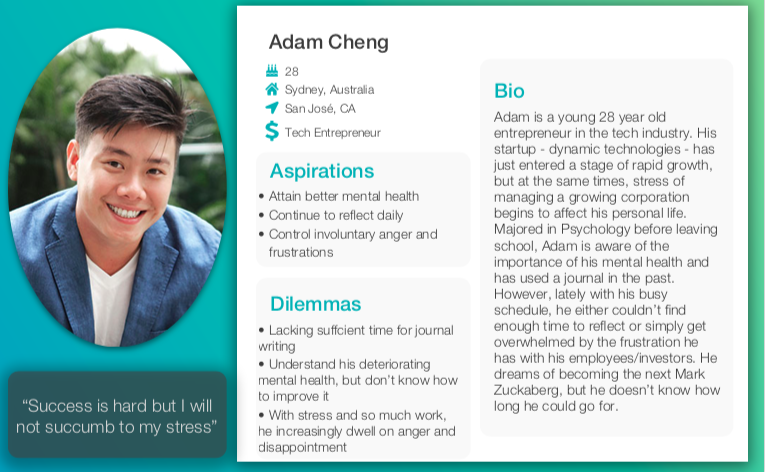 Adam Cheng
28
Sydney, Australia
San José, CA
Tech Entrepreneur
Aspirations
• Attain better mental health
• Continue to reflect daily
• Control involuntary anger and
frustrations
Dilemmas
• Lacking suffcient time for journal
writing
• Understand his deteriorating
mental health, but don’t know how
to improve it
• With stress and so much work,
he increasingly dwell on anger and
disappointment
Bio
Adam is a young 28 year old
entrepreneur in the tech industry. His
startup - dynamic technologies - has
just entered a stage of rapid growth,
but at the same times, stress of
managing a growing corporation
begins to affect his personal life.
Majored in Psychology before leaving
school, Adam is aware of the
importance of his mental health and
has used a journal in the past.
However, lately with his busy
schedule, he either couldn’t find
enough time to reflect or simply get
overwhelmed by the frustration he
has with his employees/investors. He
dreams of becoming the next Mark
Zuckaberg, but he doesn’t know how
long he could go for.
“Success is hard but I will
not succumb to my stress”